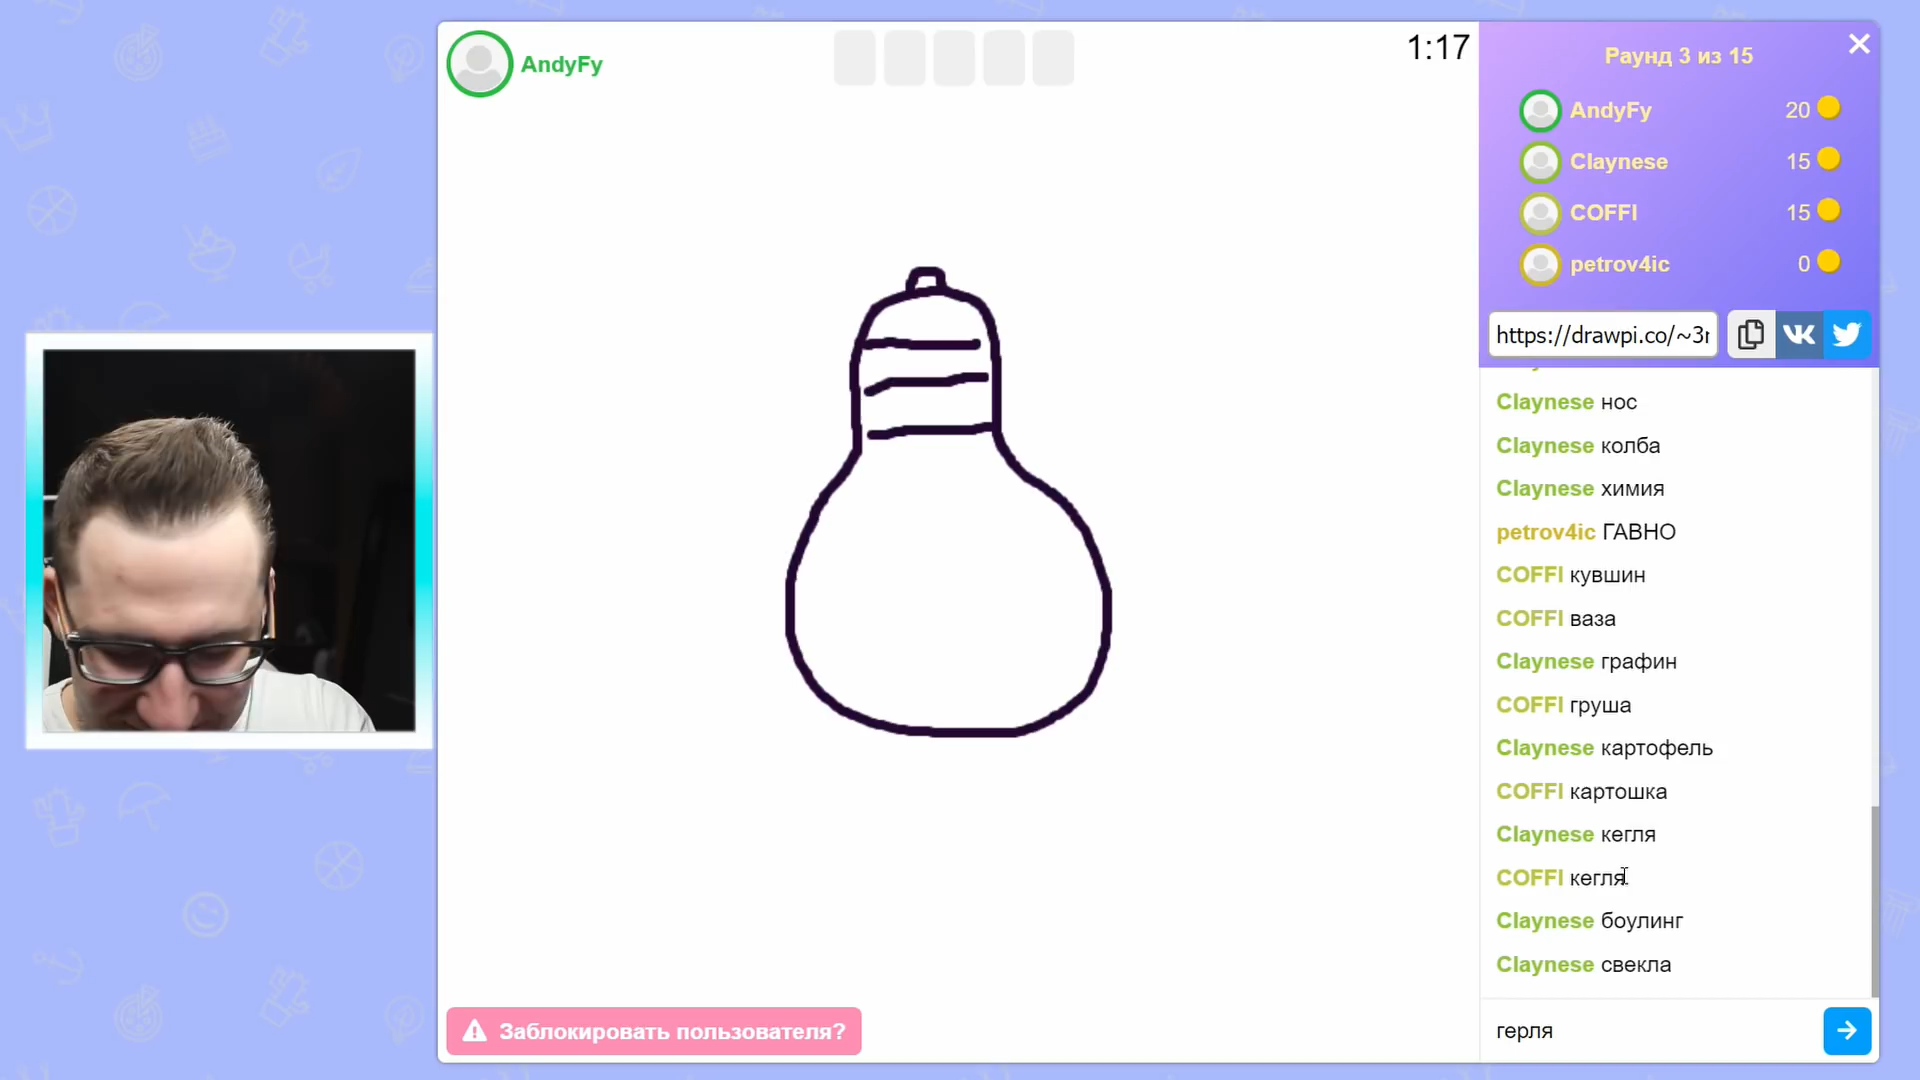 AndyFy
1:17
Раунд 3 из 15
AndyFy 20
Claynese 15
COFFI 15
petrov4ic 0
https://drawpi.co/~3r
Claynese нос
Claynese колба
Claynese химия
petrov4ic ГАВНО
COFFI кувшин
COFFI ваза
Claynese графин
COFFI груша
Claynese картофель
COFFI картошка
Claynese кегля
COFFI кегля
Claynese боулинг
Claynese свекла
Заблокировать пользователя?
герля